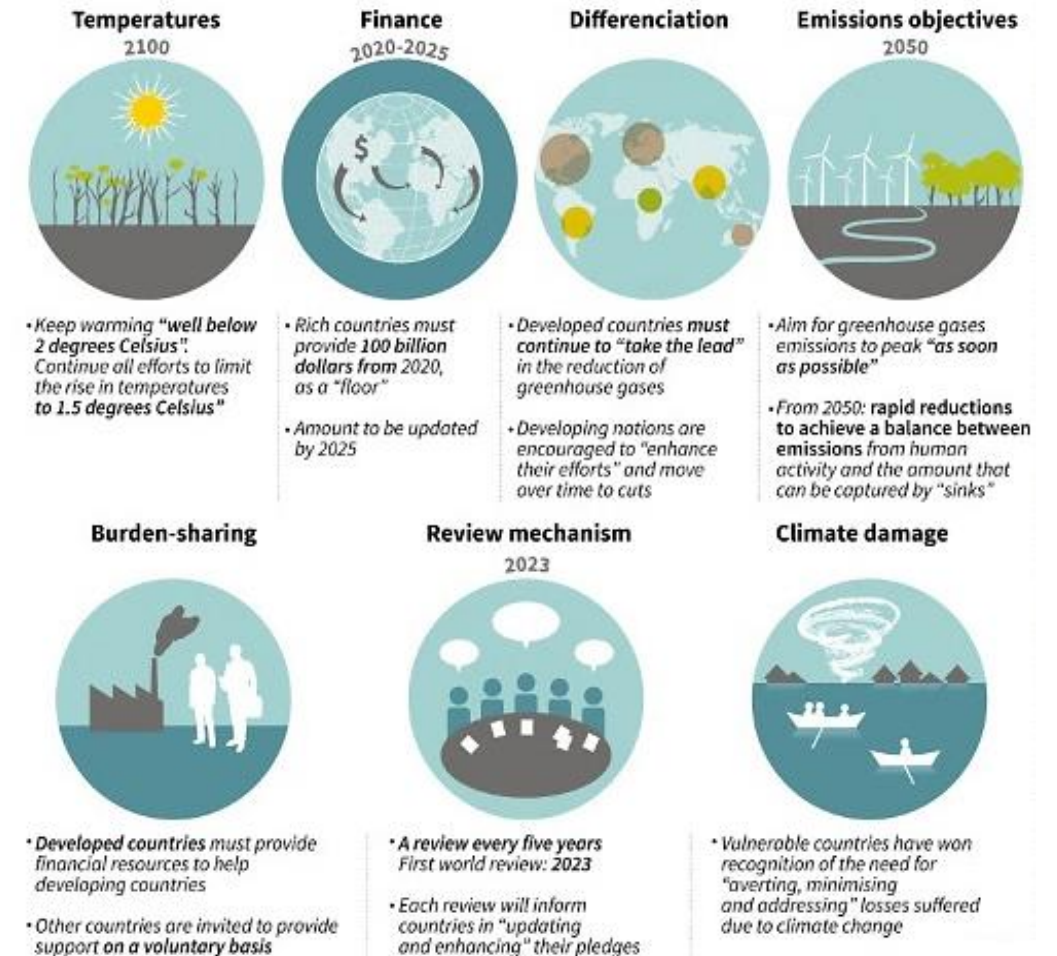 Temperatures
2100
• Keep warming “well below
2 degrees Celsius”.
Continue all efforts to limit
the rise in temperatures
to 1.5 degrees Celsius”
Finance
2020-2025
$
• Rich countries must
provide 100 billion
dollars from 2020,
as a “floor”
• Amount to be updated
by 2025
Differenciation
• Developed countries must
continue to “take the lead”
in the reduction of
greenhouse gases
• Developing nations are
encouraged to “enhance
their efforts” and move
over time to cuts
Emissions objectives
2050
• Aim for greenhouse gases
emissions to peak “as soon
as possible”
• From 2050: rapid reductions
to achieve a balance between
emissions from human
activity and the amount that
can be captured by “sinks”
Burden-sharing
• Developed countries must provide
financial resources to help
developing countries
• Other countries are invited to provide
support on a voluntary basis
Review mechanism
2023
• A review every five years
First world review: 2023
• Each review will inform
countries in “updating
and enhancing” their pledges
Climate damage
• Vulnerable countries have won
recognition of the need for
“averting, minimising
and addressing” losses suffered
due to climate change